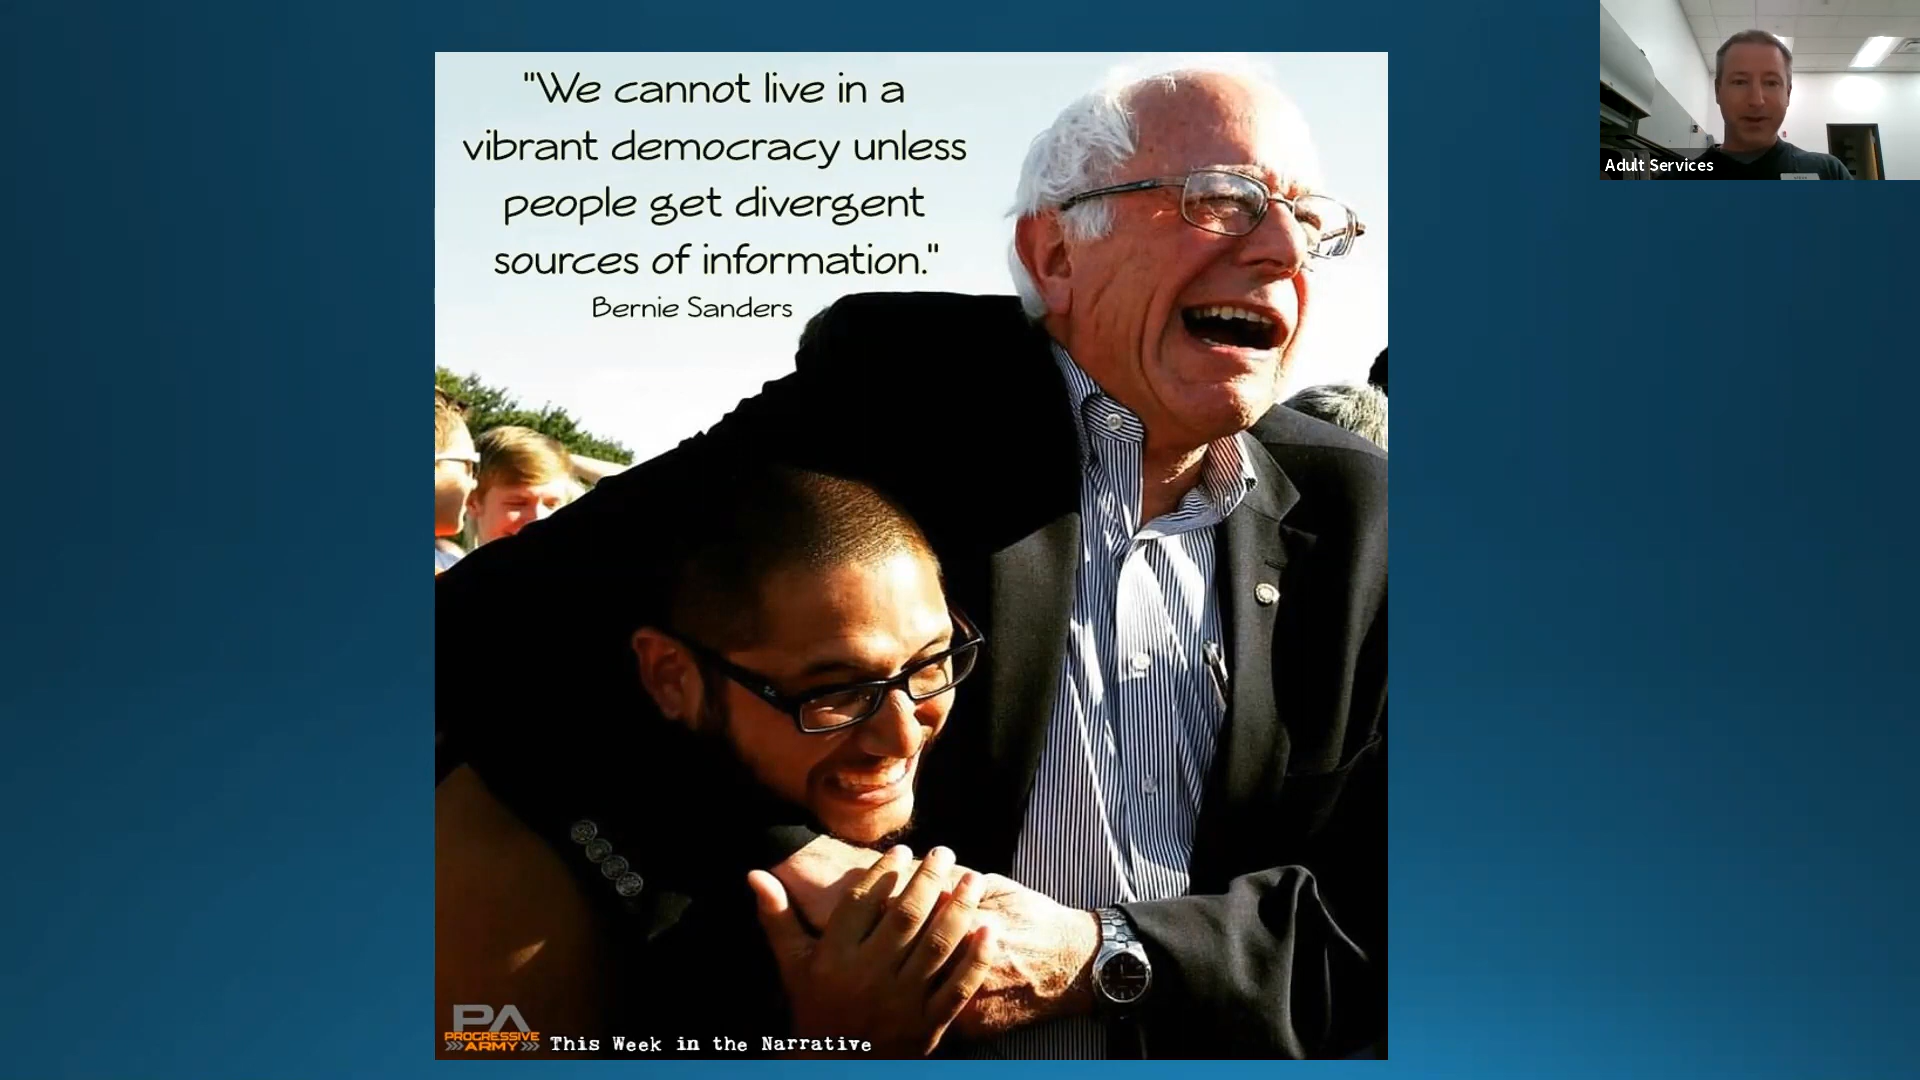 "We cannot live in a
vibrant democracy unless
people get divergent
sources of information."
Bernie Sanders
Adult Services
PA
PROGRESSIVE
ARMY
This Week in the Narrative